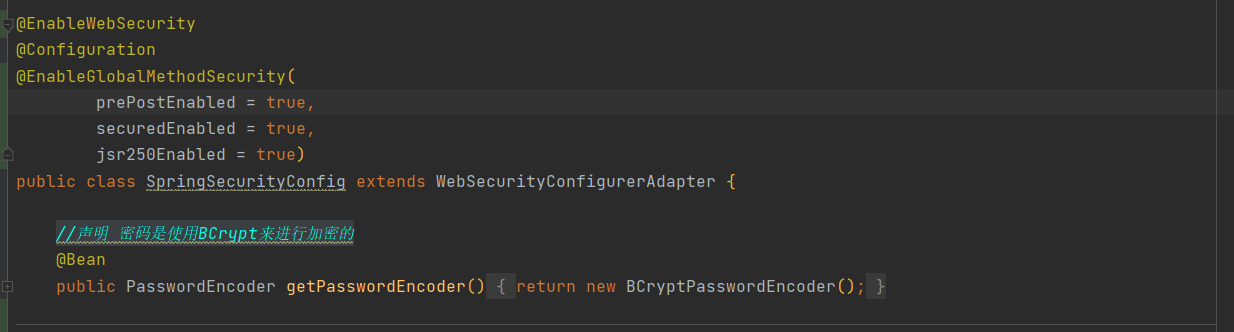 @EnableWebSecurity
@Configuration
@EnableGlobalMethodSecurity(
prePostEnabled = true,
securedEnabled = true,
jsr250Enabled = true)
public class SpringSecurityConfig extends WebSecurityConfigurerAdapter {
//声明 密码是使用BCrypt来进行加密的
@Bean
public PasswordEncoder getPasswordEncoder() { return new BCryptPasswordEncoder(); }